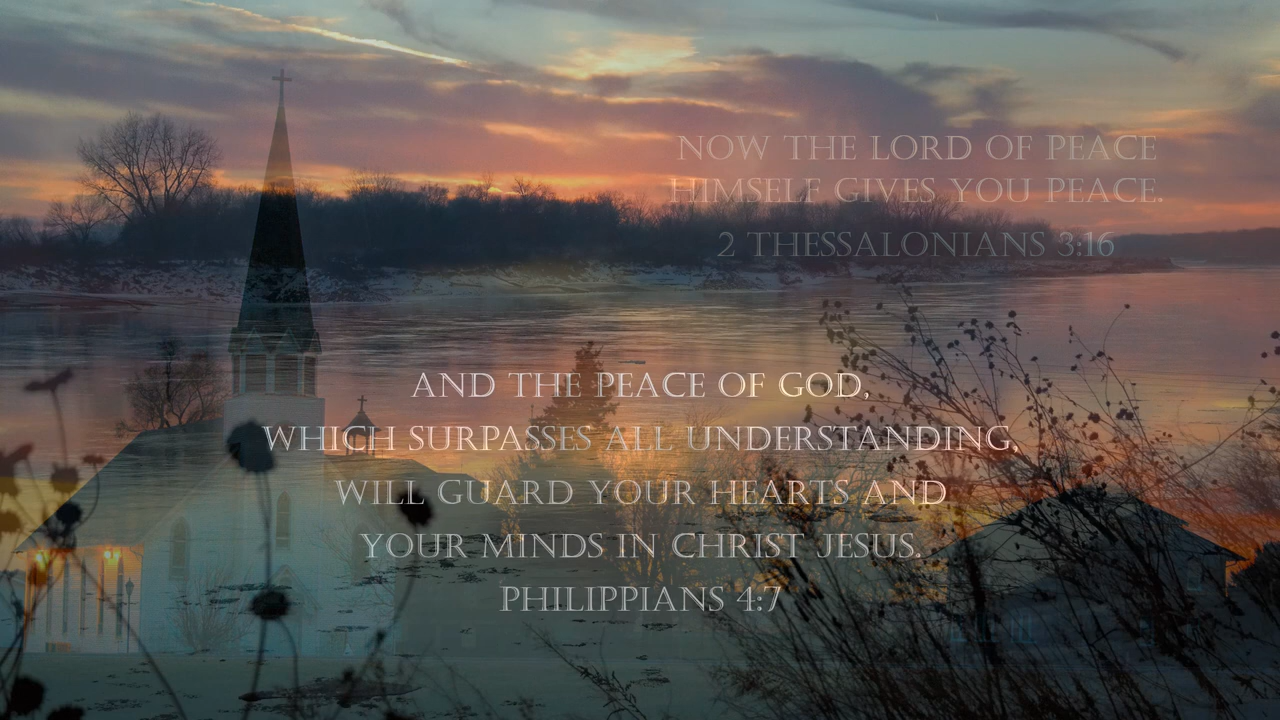 NOW THE LORD OF PEACE
HIMSELF GIVES YOU PEACE.
2 THESSALONIANS 3:16
AND THE PEACE OF GOD,
WHICH SURPASSES ALL UNDERSTANDING,
WILL GUARD YOUR HEARTS AND
YOUR MINDS IN CHRIST JESUS.
PHILIPPIANS 4:7